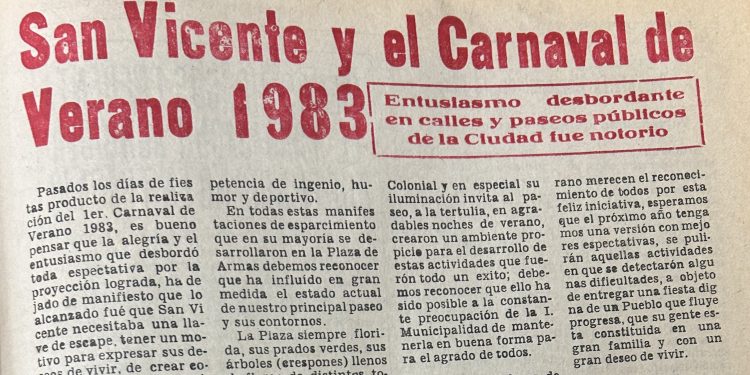 San Vicente y el Carnaval de
Verano 1983
Entusiasmo desbordante
en calles y paseos públicos
de la Ciudad fue notorio
Pasados los días de fies
tas producto de la realiza
ción del 1er. Carnaval de
Verano 1983, es bueno
pensar que la alegría y el
entusiasmo que desbordó
toda espectativa por la
proyección lograda, ha de
jado de manifiesto que lo
alcanzado fué que San Vi
cente necesitaba una lla
ve de escape, tener un mo
tivo para expresar sus de
seos de vivir, de crear
petencia de ingenio, hu
mor y deportivo.
En todas estas manifes
taciones de esparcimiento
que en su mayoría se de
sarrollaron en la Plaza de
Armas debemos reconocer
que ha influído en gran
medida el estado actual
de nuestro principal paseo
y sus contornos.
La Plaza siempre flori
da, sus prados verdes, sus
árboles (crespones) llenos
Colonial y en especial su
iluminación invita al pa
seo, a la tertulia, en agra
dables noches de verano,
crearon un ambiente pro
picio para el desarrollo de
estas actividades que fue
rón todo un exito; debe
mos reconocer que ello ha
sido posible a la constan
te preocupación de la I.
Municipalidad de mante
nerla en buena forma pa
ra el agrado de todos.
rano merecen el reconoci
miento de todos por esta
feliz iniciativa, esperamos
que el próximo año tenga
mos una versión con mejo
res espectativas, se puli
rán aquellas actividades
en que se detectarón algu
nas dificultades, a objeto
de entregar una fiesta dig
na de un Pueblo que fluye
progresa, que su gente es
ta constituida en una
gran familia y con un
gran deseo de vivir.